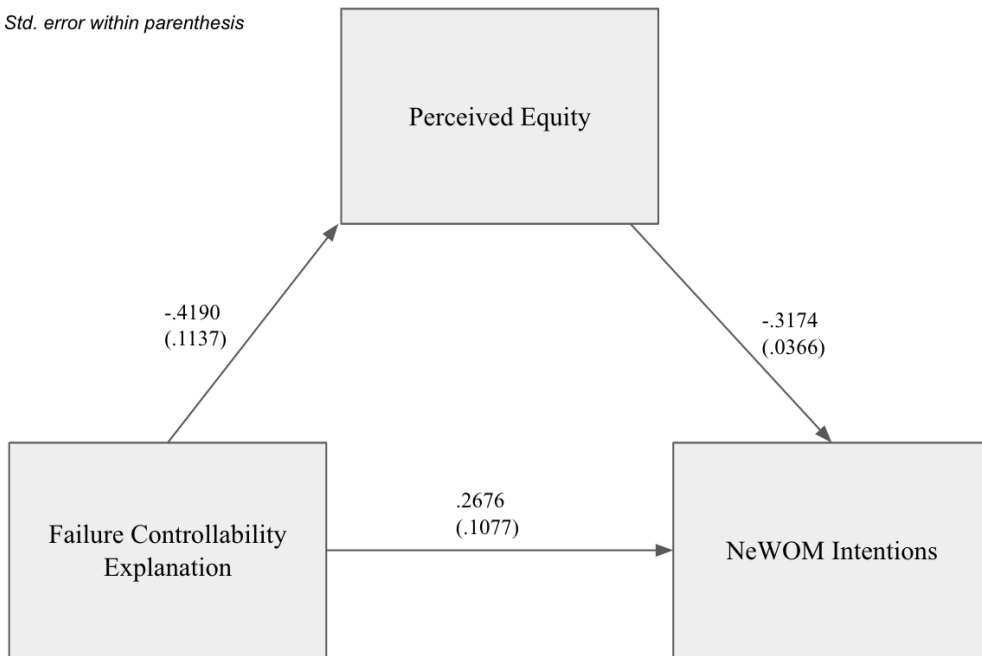 Std. error within parenthesis
Perceived Equity
-.4190
(.1137)
-.3174
(.0366)
.2676
(.1077)
Failure Controllability
Explanation
NeWOM Intentions